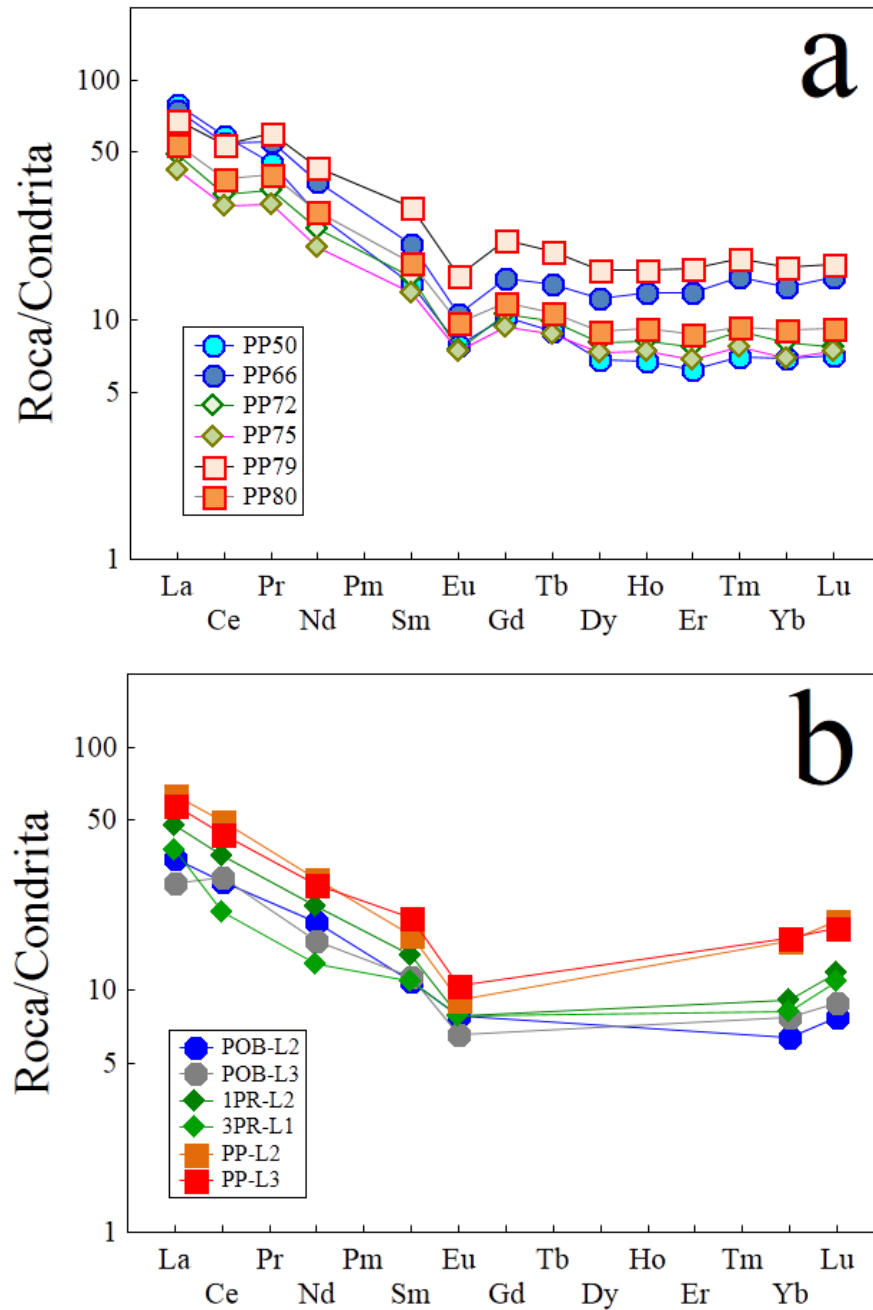 a
100
50
10
5
1
Roca/Condrita
PP50
PP66
PP72
PP75
PP79
PP80
La Pr Pm Eu Tb Ho Tm Lu
Ce Nd Sm Gd Dy Er Yb
b
100
50
10
5
1
Roca/Condrita
POB-L2
POB-L3
1PR-L2
3PR-L1
PP-L2
PP-L3
La Pr Pm Eu Tb Ho Tm Lu
Ce Nd Sm Gd Dy Er Yb